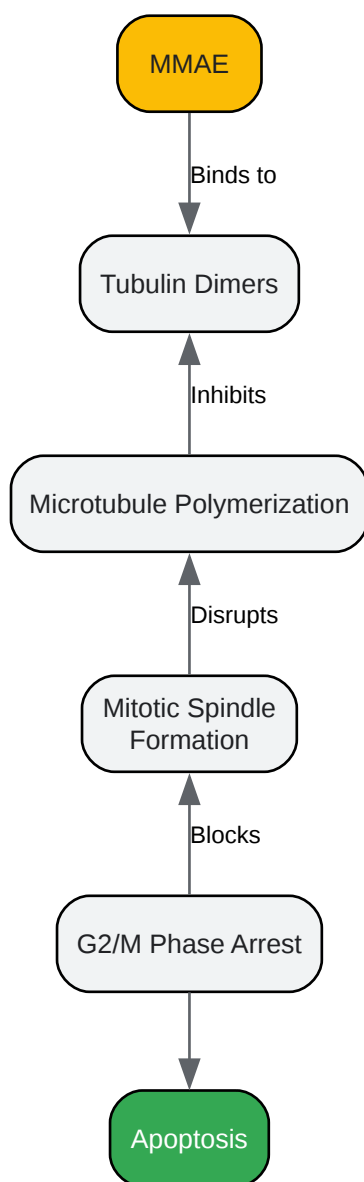 MMAE
Binds to
Tubulin Dimers
Inhibits
Microtubule Polymerization
Disrupts
Mitotic Spindle
Formation
Blocks
G2/M Phase Arrest
Apoptosis